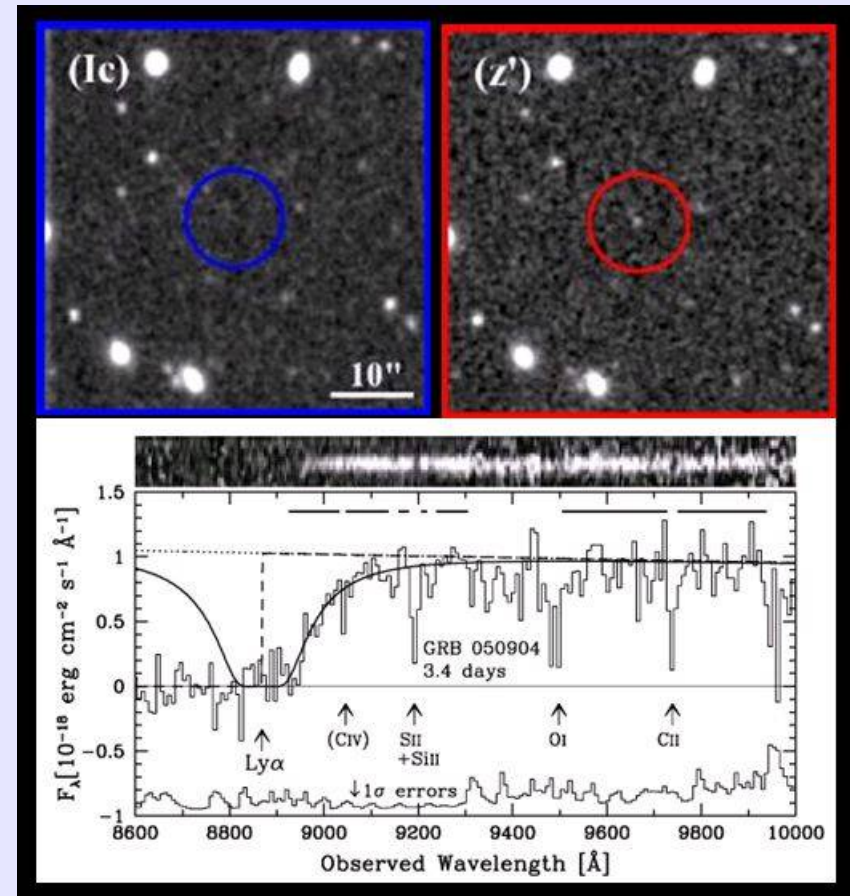 (Ic)
(z')
10"
1.5
1
0.5
0
-0.5
-1
F_λ[10⁻¹⁸ erg cm⁻² s⁻¹ Å⁻¹]
GRB 050904
3.4 days
Lyα
(CIV)
SII
+SiII
OI
CII
↓1σ errors
8600 8800 9000 9200 9400 9600 9800 10000
Observed Wavelength [Å]